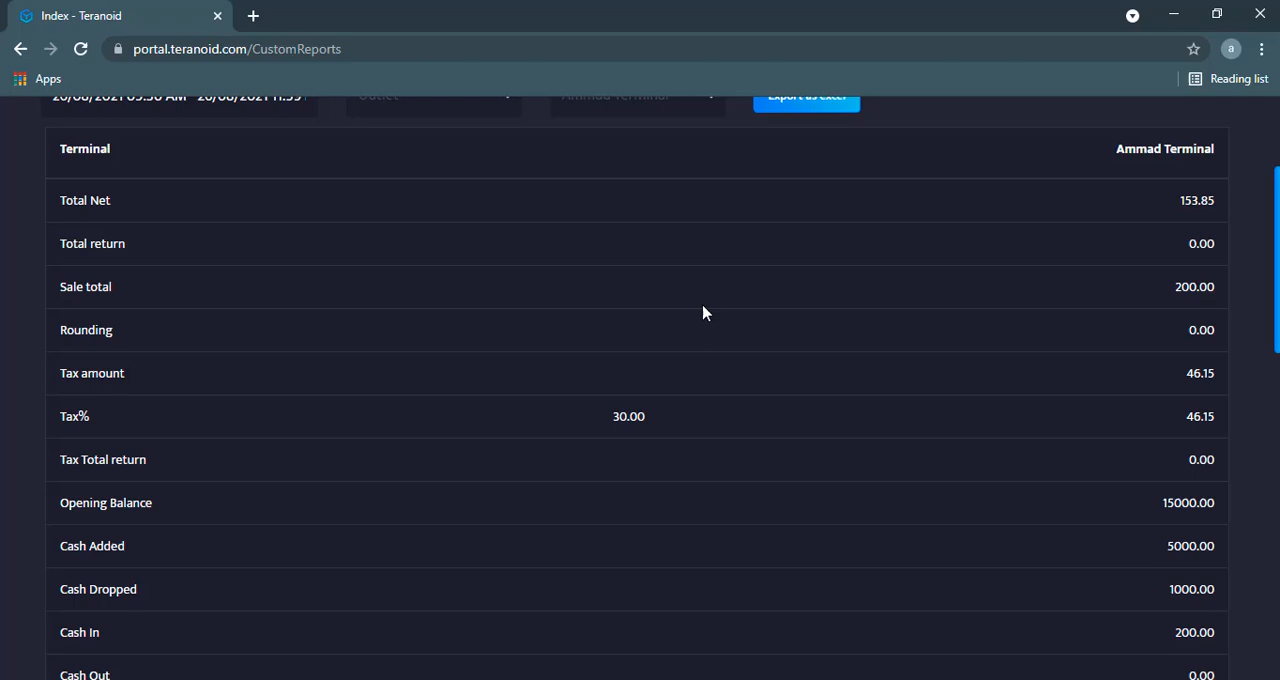 Index - Teranoid
a
portal.teranoid.com/CustomReports
Apps
Reading list
Terminal Ammad Terminal
Total Net 153.85
Total return 0.00
Sale total 200.00
Rounding 0.00
Tax amount 46.15
Tax% 30.00 46.15
Tax Total return 0.00
Opening Balance 15000.00
Cash Added 5000.00
Cash Dropped 1000.00
Cash In 200.00
Cash Out 0.00